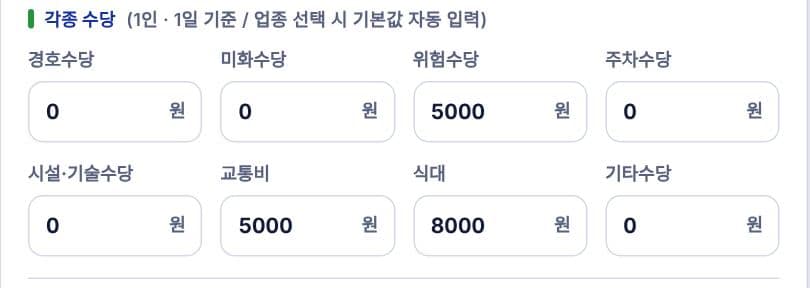 각종 수당 (1인 · 1일 기준 / 업종 선택 시 기본값 자동 입력)
경호수당 미화수당 위험수당 주차수당
0 원 0 원 5000 원 0 원
시설·기술수당 교통비 식대 기타수당
0 원 5000 원 8000 원 0 원